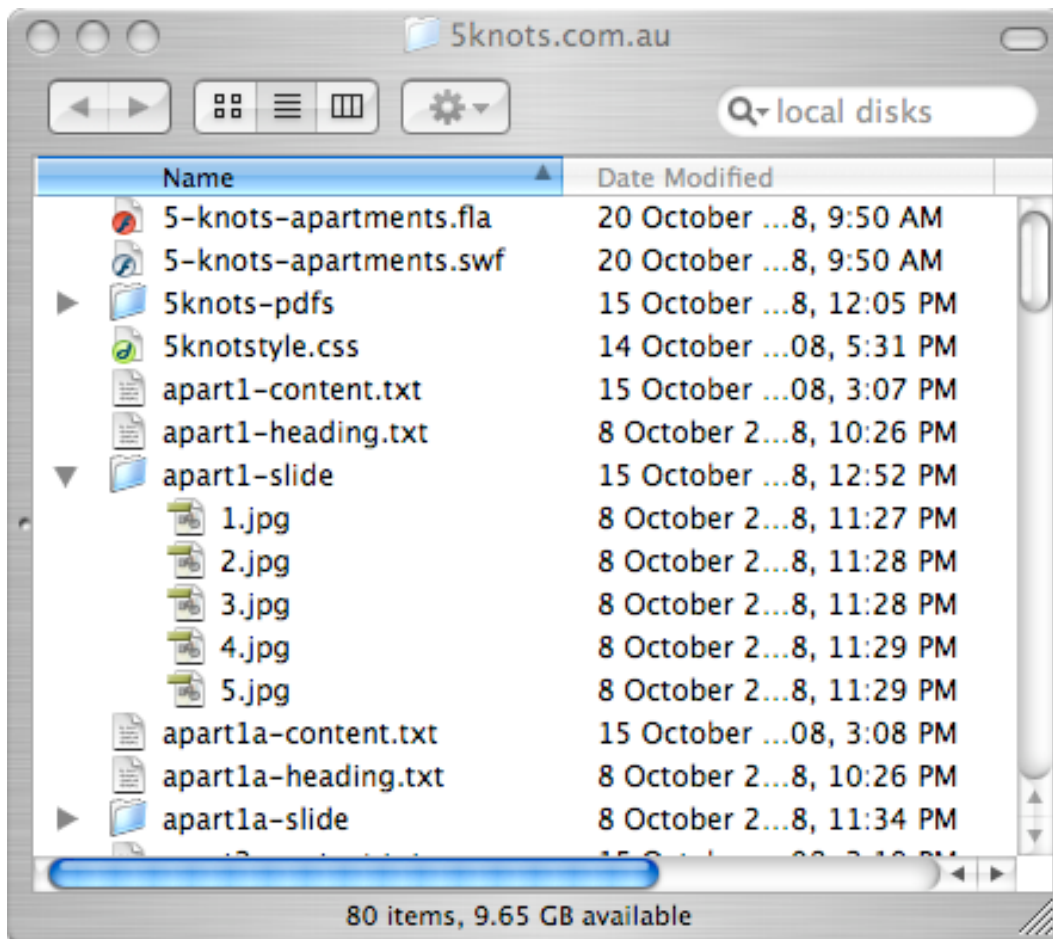 5knots.com.au
local disks
Name Date Modified
5-knots-apartments.fla 20 October ...8, 9:50 AM
5-knots-apartments.swf 20 October ...8, 9:50 AM
5knots-pdfs 15 October ...8, 12:05 PM
5knotstyle.css 14 October ...08, 5:31 PM
apart1-content.txt 15 October ...08, 3:07 PM
apart1-heading.txt 8 October 2...8, 10:26 PM
apart1-slide 15 October ...8, 12:52 PM
1.jpg 8 October 2...8, 11:27 PM
2.jpg 8 October 2...8, 11:28 PM
3.jpg 8 October 2...8, 11:28 PM
4.jpg 8 October 2...8, 11:29 PM
5.jpg 8 October 2...8, 11:29 PM
apart1a-content.txt 15 October ...08, 3:08 PM
apart1a-heading.txt 8 October 2...8, 10:26 PM
apart1a-slide 8 October 2...8, 11:34 PM
80 items, 9.65 GB available